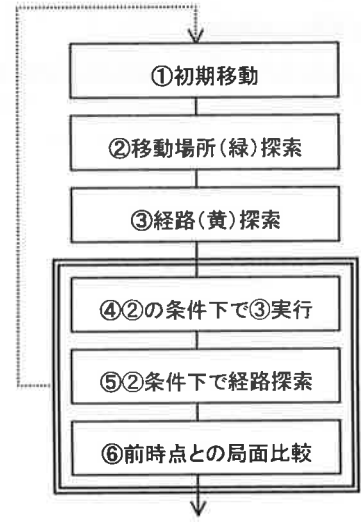 ①初期移動
②移動場所(緑)探索
③経路(黄)探索
④②の条件下で③実行
⑤②条件下で経路探索
⑥前時点との局面比較